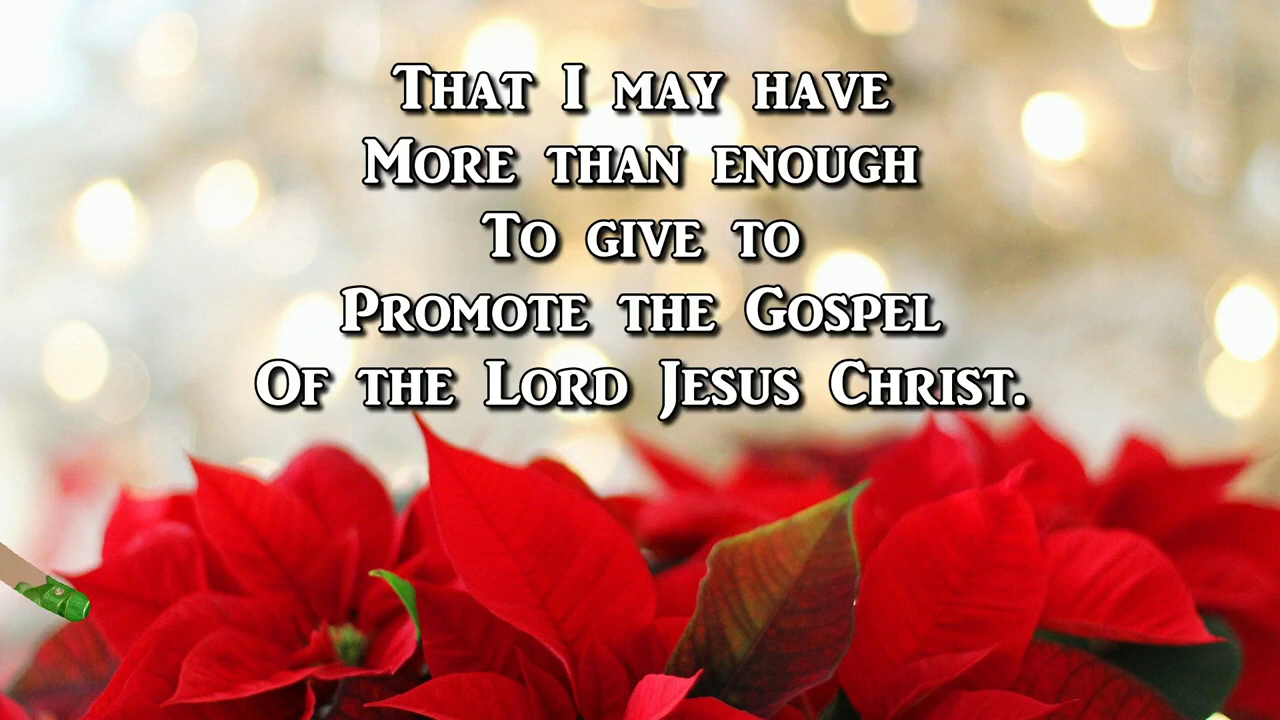 That I may have
More than enough
To give to
Promote the Gospel
Of the Lord Jesus Christ.